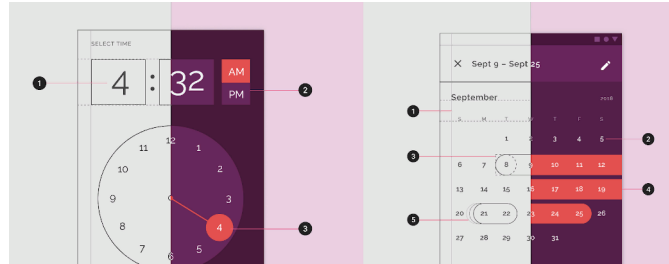 SELECT TIME
1
4 : 32
AM
2
PM
12
11
1
10
2
9
3
8
4
3
7
5
6
Sept 9 – Sept 25
September
2018
1
S M T W T F S
1 2 3 4 5
2
3
6 7 8 9 10 11 12
13 14 15 16 17 18 19
4
5
20 21 22 23 24 25 26
27 28 29 30 31